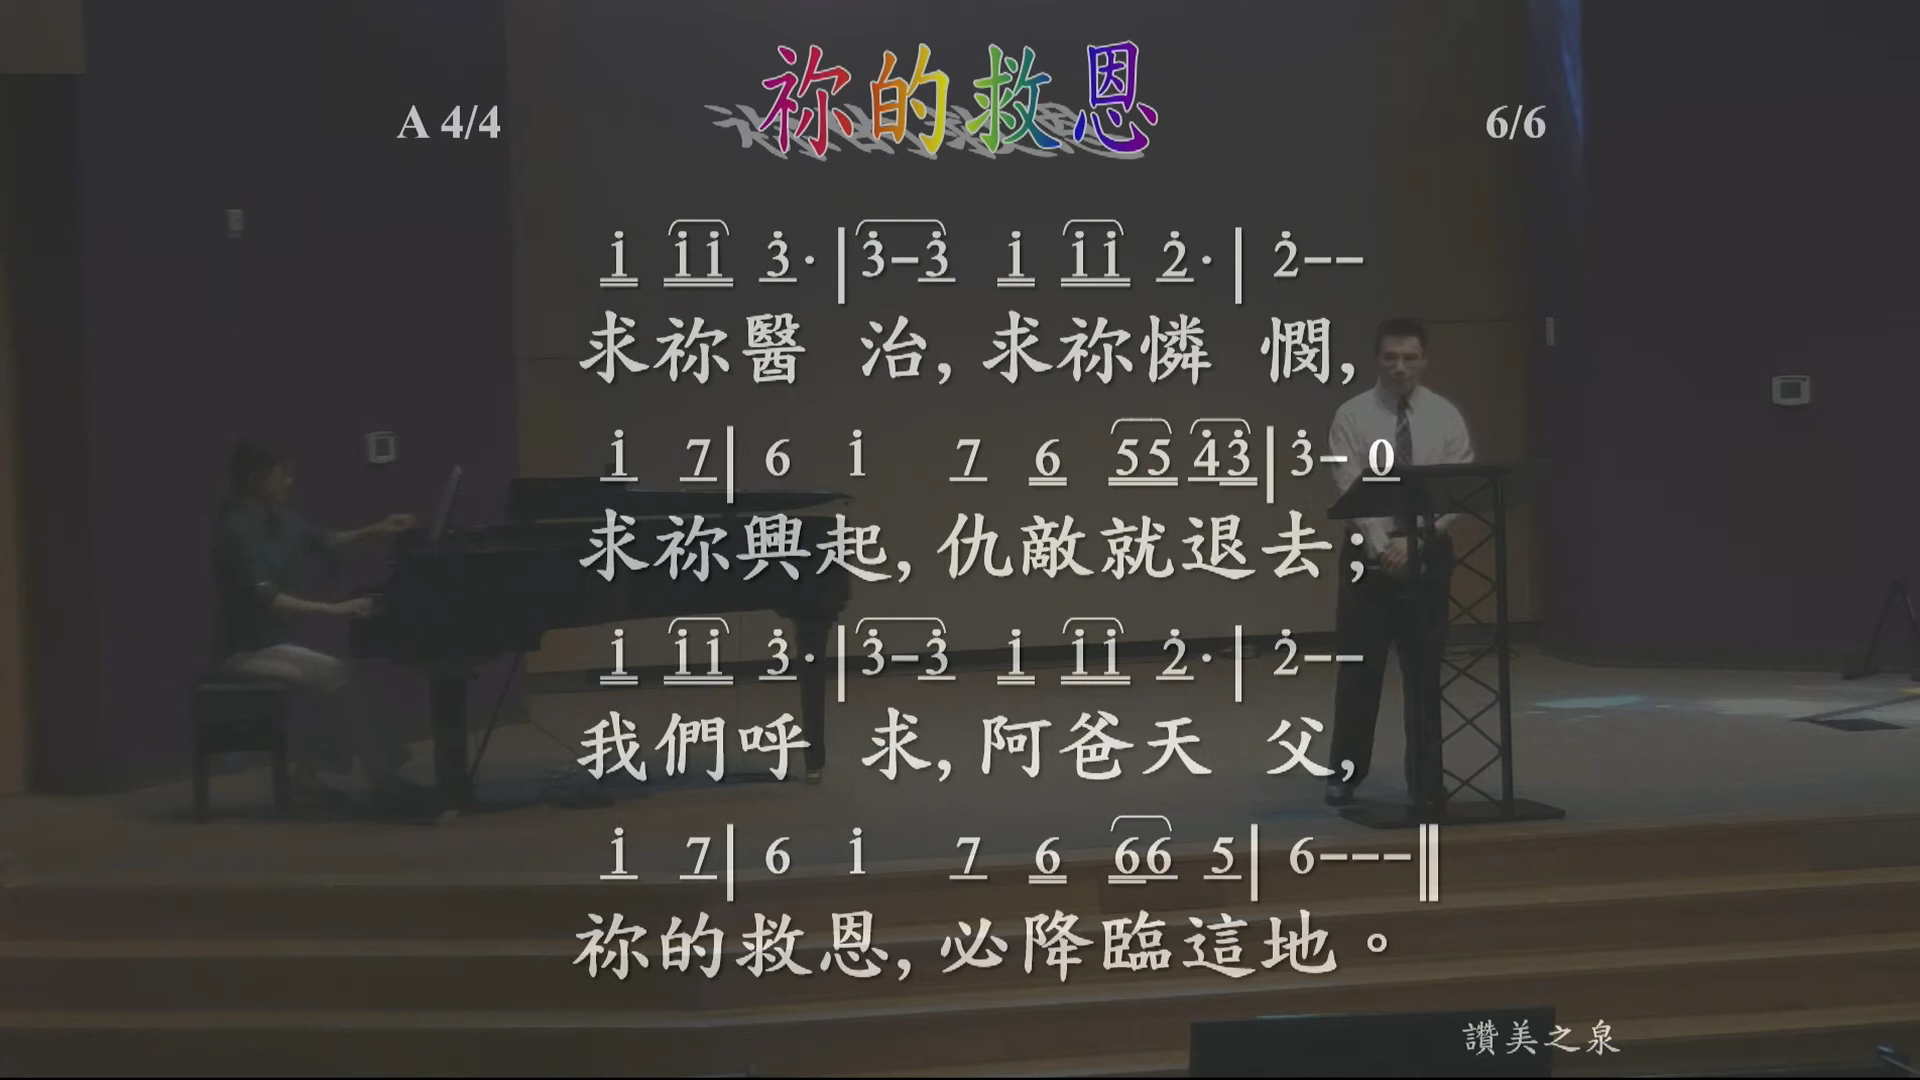 祢的救恩
A 4/4
6/6
1 11 3· | 3-3 1 11 2· | 2--
求祢醫 治, 求祢憐 憫,
1 7 | 6 1 7 6 55 43 | 3- 0
求祢興起, 仇敵就退去;
1 11 3· | 3-3 1 11 2· | 2--
我們呼 求, 阿爸天 父,
1 7 | 6 1 7 6 66 5 | 6---‖
祢的救恩, 必降臨這地。
讚美之泉